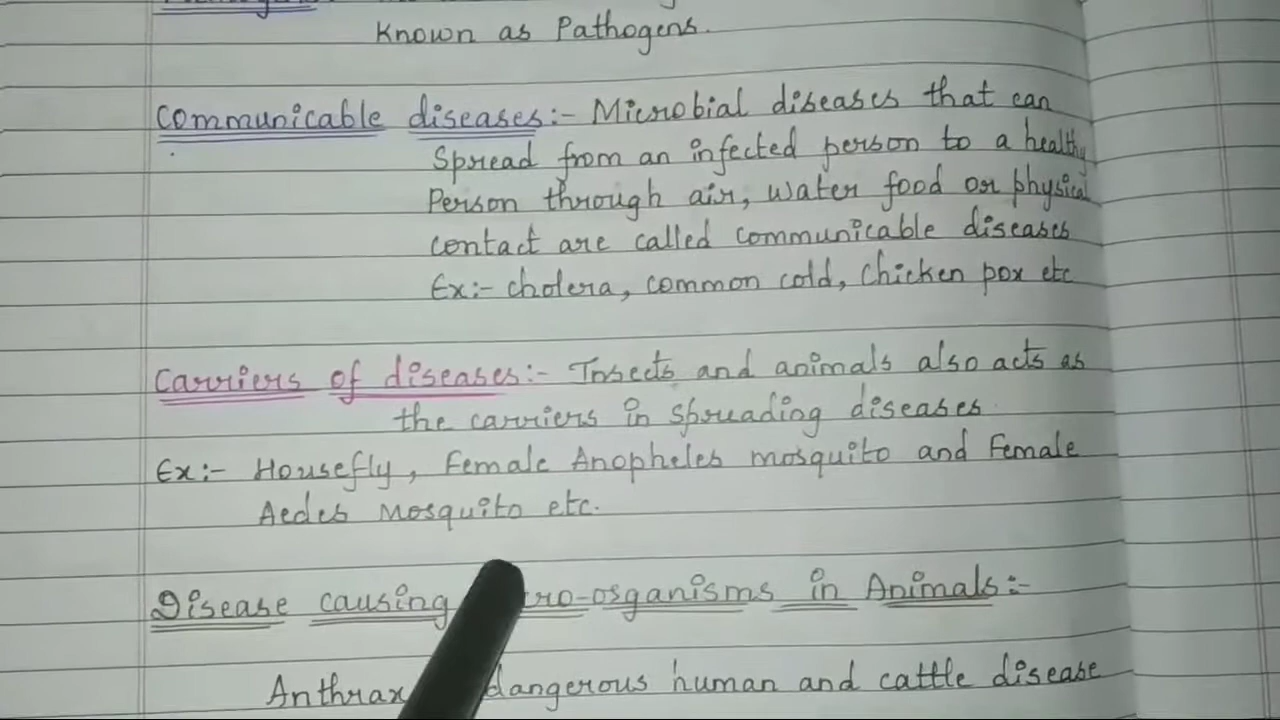 Known as Pathogens.
Communicable diseases:- Microbial diseases that can
Spread from an infected person to a healthy
Person through air, water food or physical
contact are called communicable diseases
Ex:- cholera, common cold, chicken pox etc
Carriers of diseases:- Insects and animals also acts as
the carriers in spreading diseases.
Ex:- Housefly, Female Anopheles mosquito and Female
Aedes Mosquito etc.
Disease causing ro-osganisms in Animals:-
Anthrax dangerous human and cattle disease